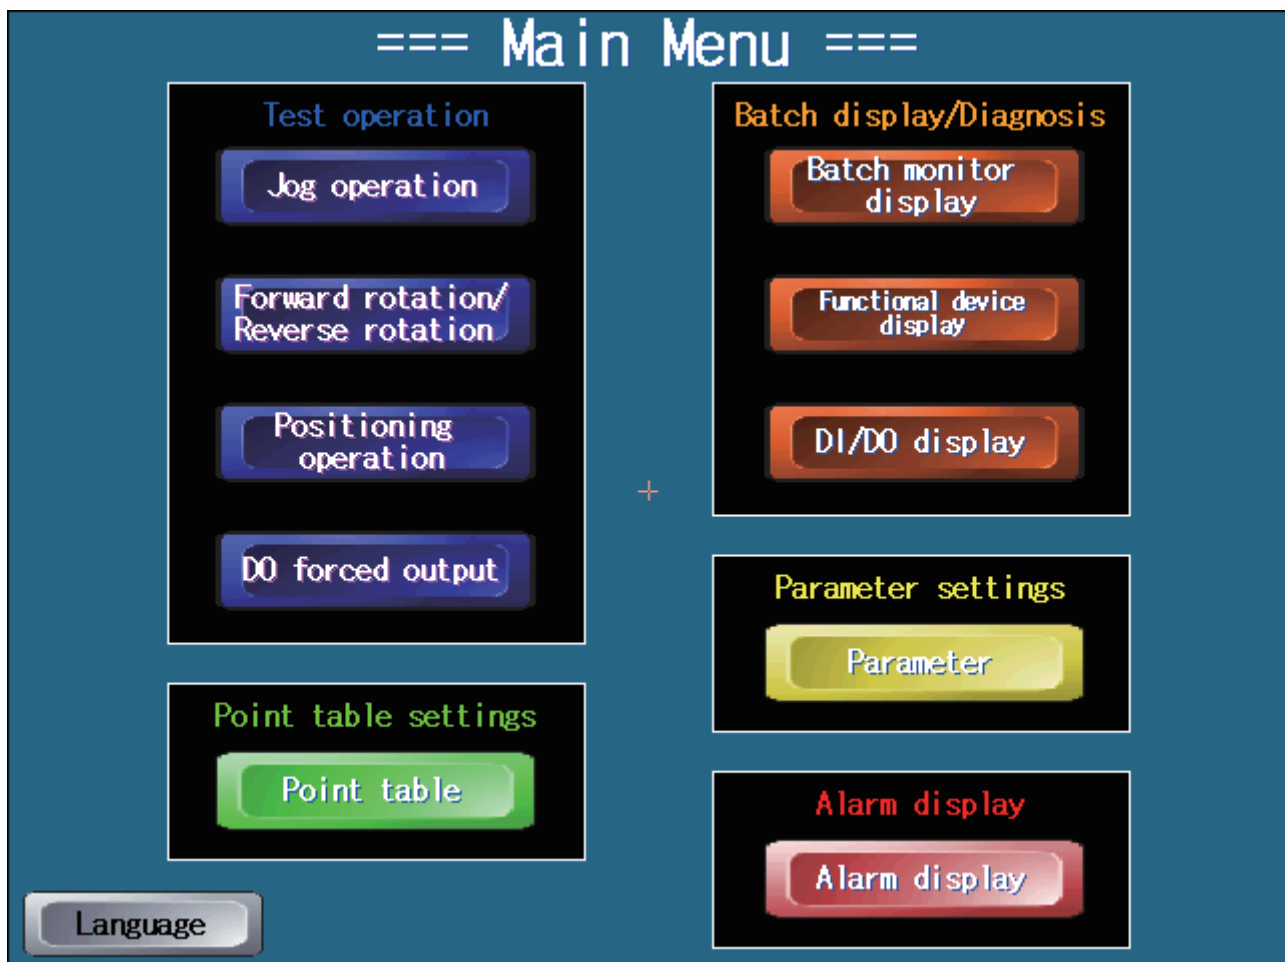 === Main Menu ===
Test operation
Jog operation
Forward rotation/
Reverse rotation
Positioning
operation
DO forced output
Point table settings
Point table
Language
Batch display/Diagnosis
Batch monitor
display
Functional device
display
DI/DO display
Parameter settings
Parameter
Alarm display
Alarm display